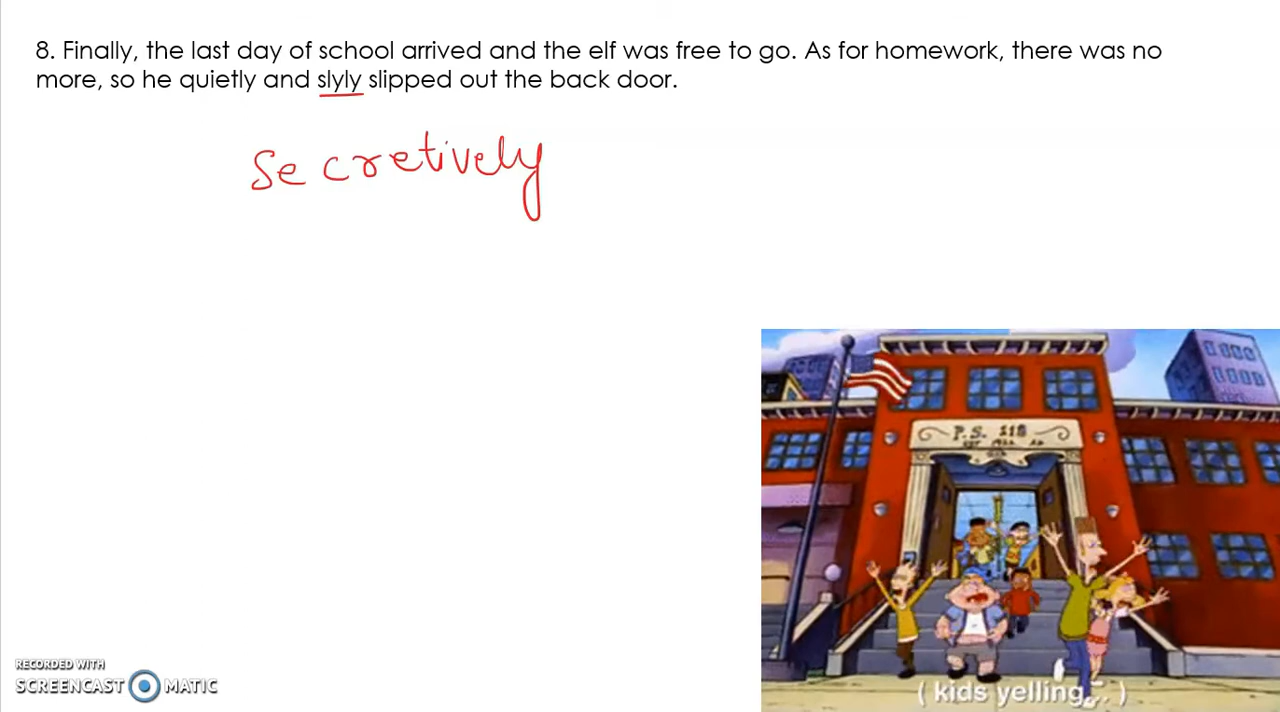 8. Finally, the last day of school arrived and the elf was free to go. As for homework, there was no
more, so he quietly and slyly slipped out the back door.
Secretively
P.S. 118
( kids yelling... )
RECORDED WITH
SCREENCAST MATIC